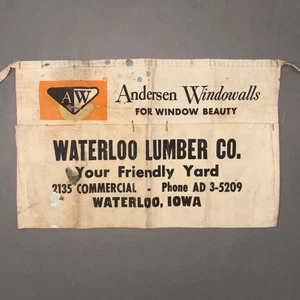 AW
Andersen Windowalls
FOR WINDOW BEAUTY
WATERLOO LUMBER CO.
Your Friendly Yard
2135 COMMERCIAL - Phone AD 3-5209
WATERLOO, IOWA